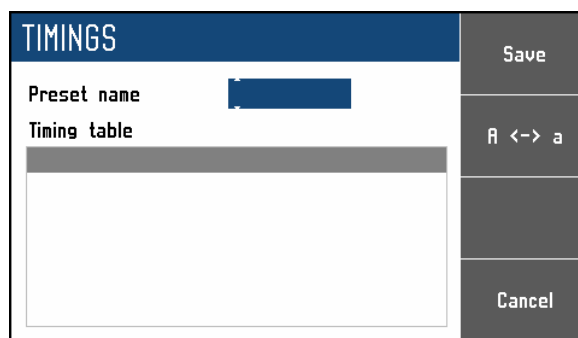 TIMINGS
Save
Preset name
Timing table
A <-> a
Cancel